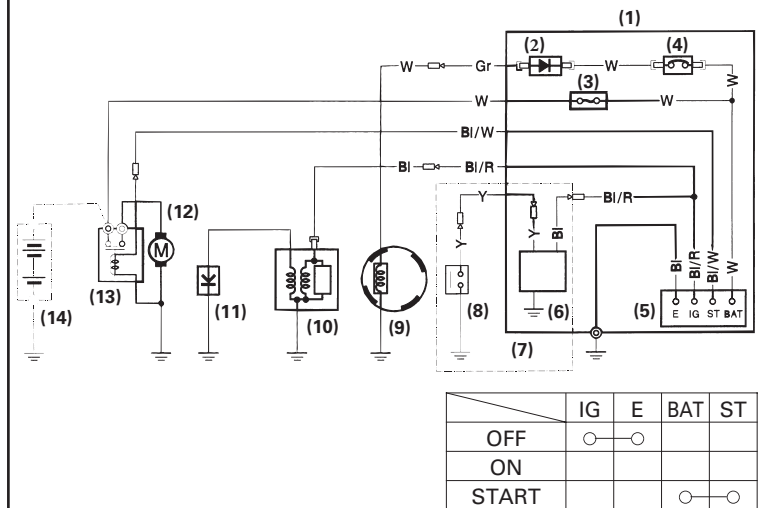 (1)
(2)
(4)
W
Gr
W
W
(3)
W
W
Bl/W
Bl
Bl/R
(12)
Y
Bl/R
Y
Y
Bl
Bl
Bl/R
Bl/W
W
M
(13)
(14)
(11)
(10)
(9)
(8)
(6)
(7)
(5)
E IG ST BAT
IG E BAT ST
OFF
ON
START